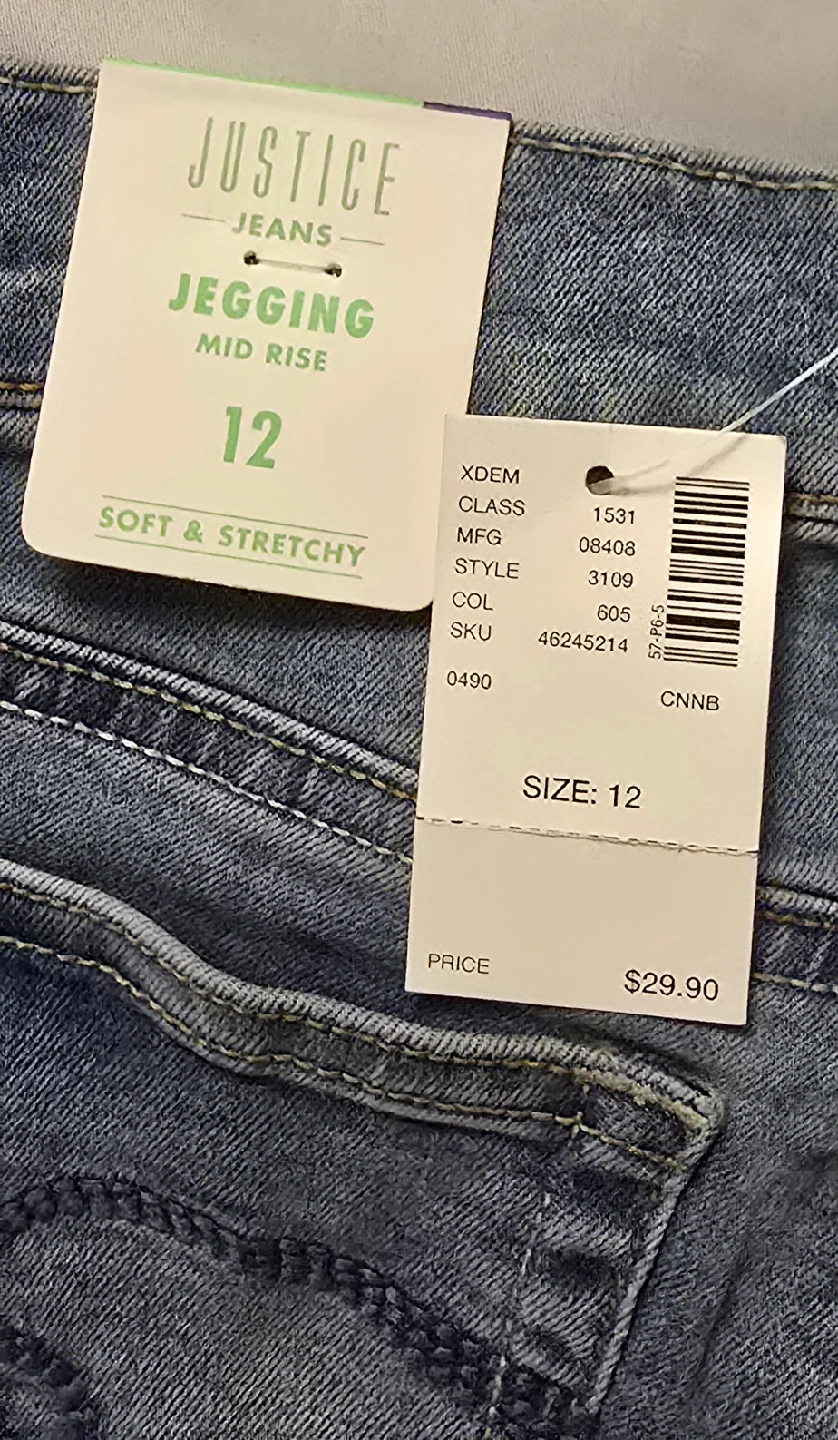 JUSTICE
JEANS
JEGGING
MID RISE
12
SOFT & STRETCHY
XDEM
CLASS 1531
MFG 08408
STYLE 3109
COL 605
SKU 46245214
57-P6-5
0490
CNNB
SIZE: 12
PRICE $29.90